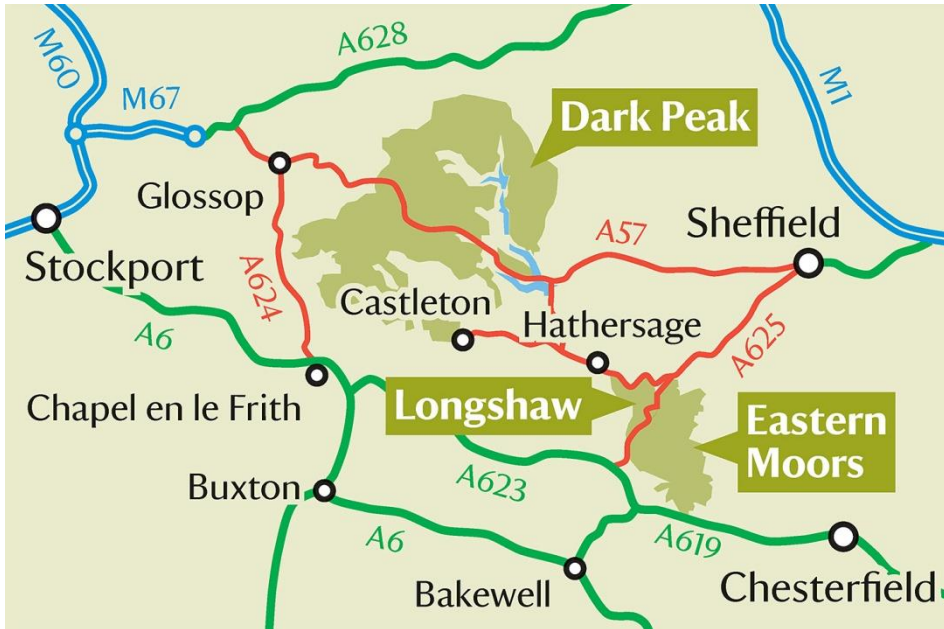 M60
A628
M67
M1
Dark Peak
Glossop
A57
Sheffield
Stockport
A624
Castleton
A6
Hathersage
A625
Chapel en le Frith
Longshaw
Eastern
Moors
Buxton
A623
A6
A619
Bakewell
Chesterfield